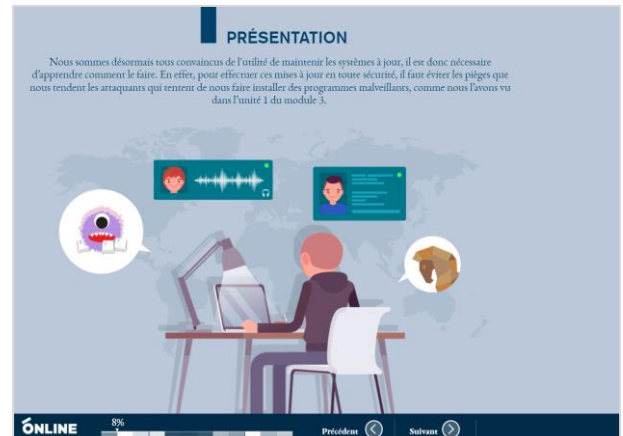 PRÉSENTATION
Nous sommes désormais tous convaincus de l'utilité de maintenir les systèmes à jour, il est donc nécessaire
d'apprendre comment le faire. En effet, pour effectuer ces mises à jour en toute sécurité, il faut éviter les pièges que
nous tendent les attaquants qui tentent de nous faire installer des programmes malveillants, comme nous l'avons vu
dans l'unité 1 du module 3.
ONLINE
8%
Précédent
Suivant